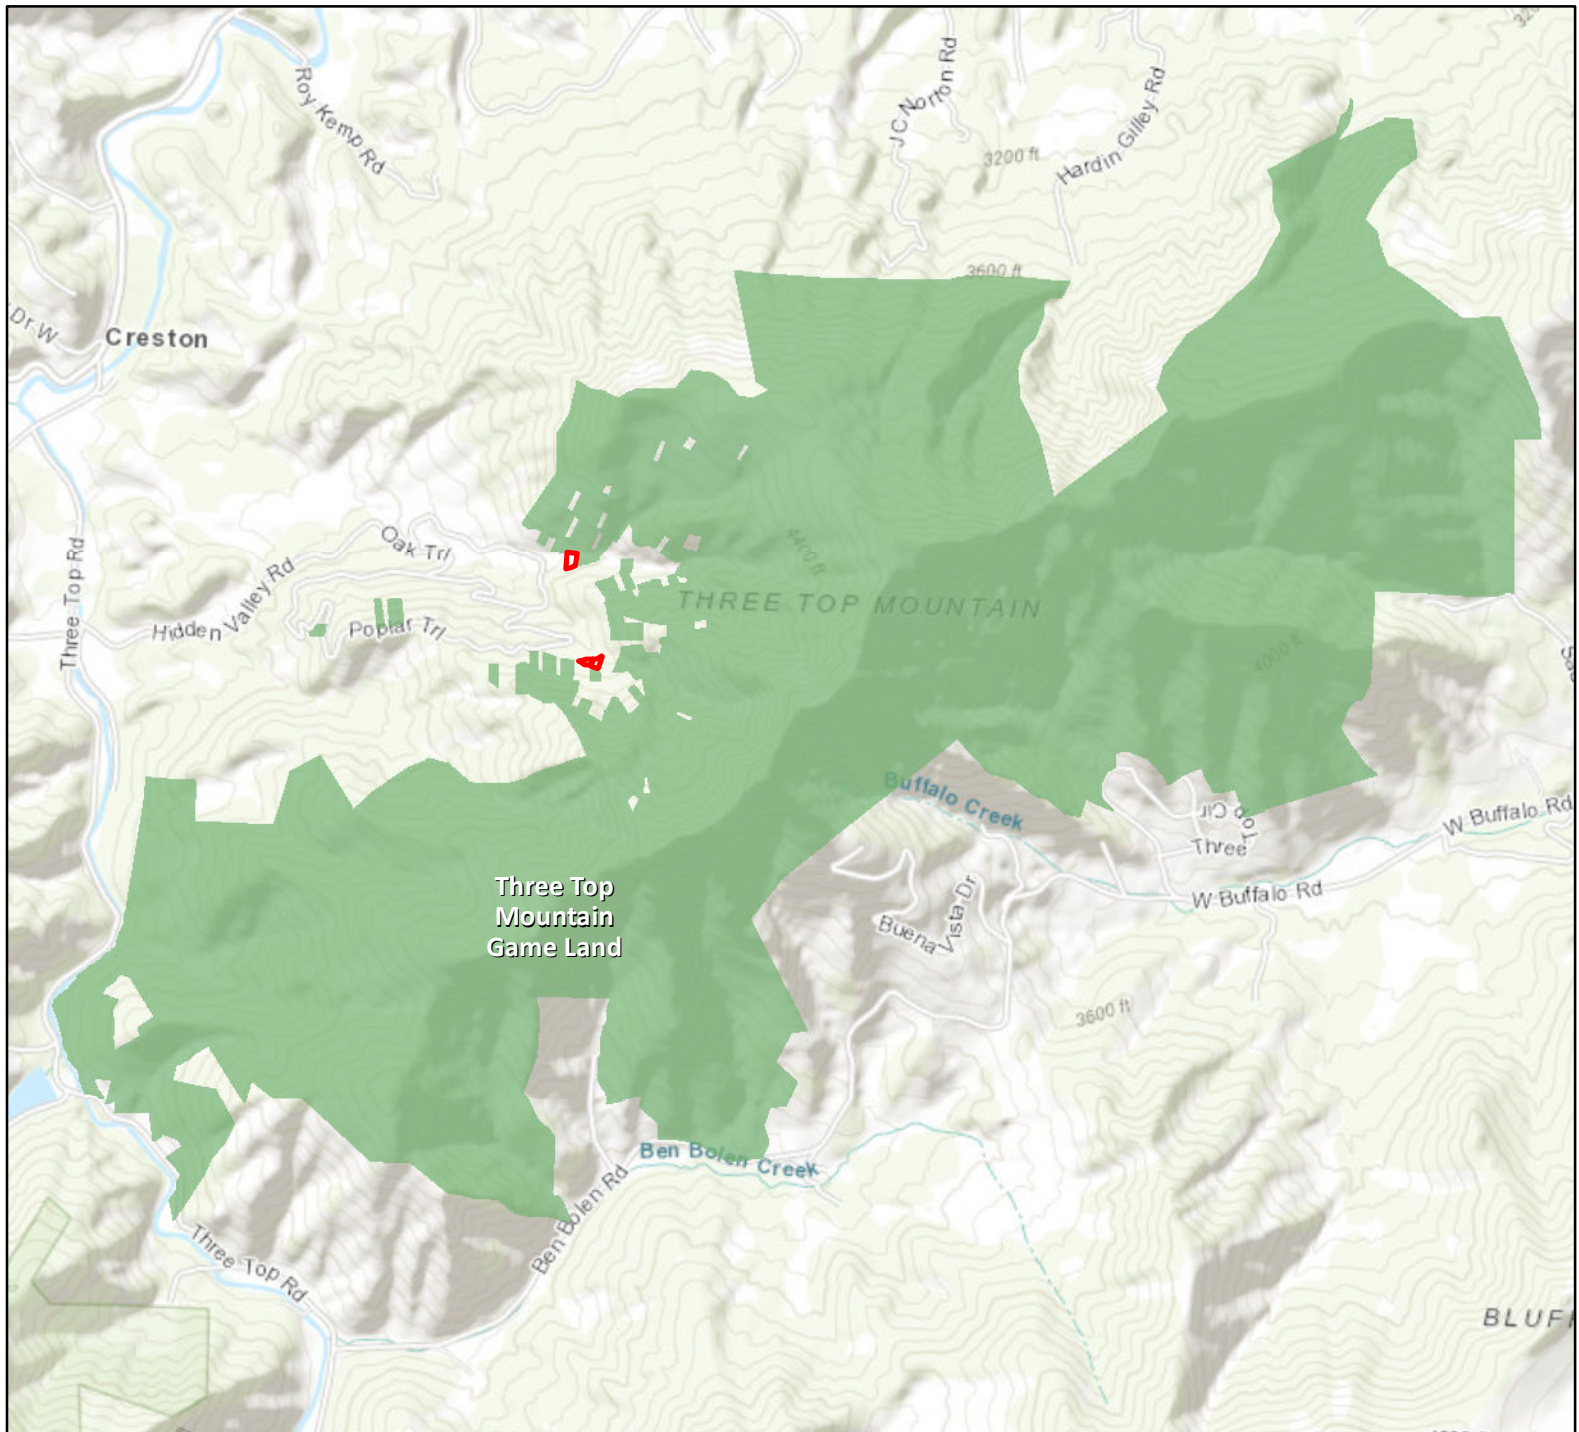 Roy Kemp Rd
JC Norton Rd
Hardin Gilley Rd
3200 ft
3600 ft
Dr W
Creston
Three Top Rd
Oak Trl
Hidden Valley Rd
Poplar Trl
4400 ft
THREE TOP MOUNTAIN
4000 ft
Buffalo Creek
Top Cir
Three
W Buffalo Rd
W Buffalo Rd
Buena Vista Dr
Three Top
Mountain
Game Land
3600 ft
Ben Bolen Creek
Ben Bolen Rd
Three Top Rd
BLUF